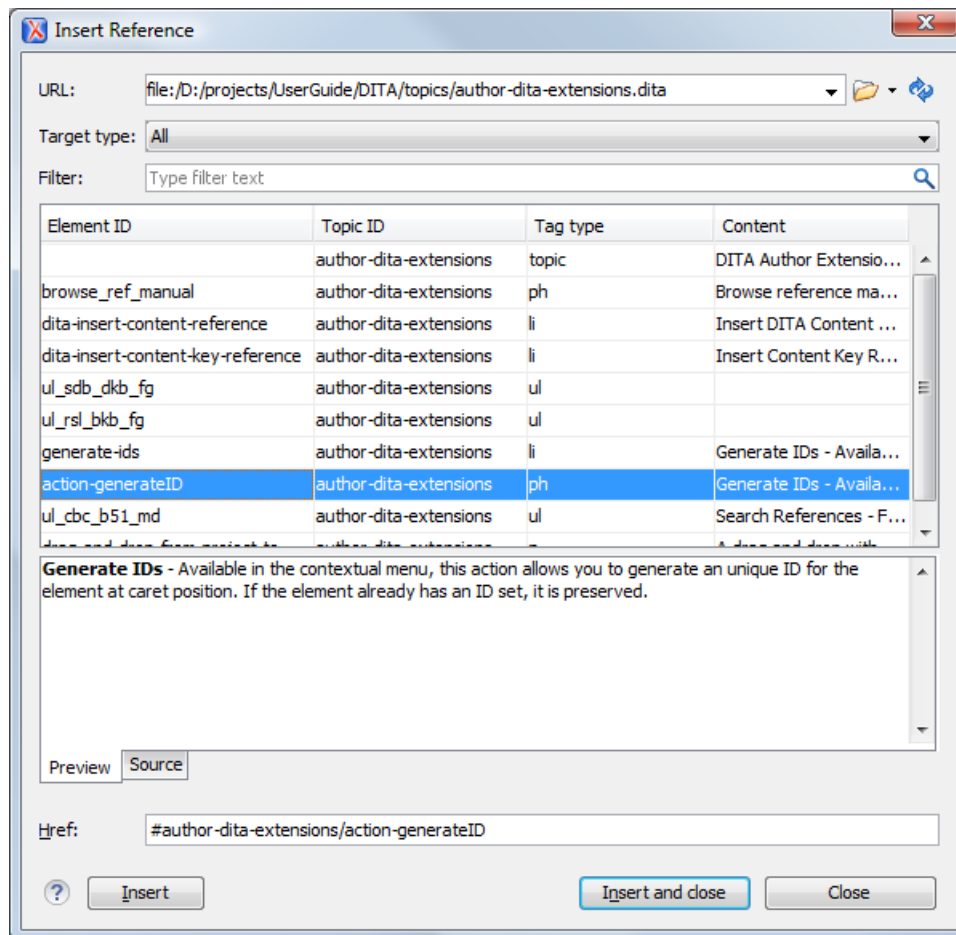 Insert Reference
URL: file:/D:/projects/UserGuide/DITA/topics/author-dita-extensions.dita
Target type: All
Filter: Type filter text
Element ID Topic ID Tag type Content
author-dita-extensions topic DITA Author Extensio...
browse_ref_manual author-dita-extensions ph Browse reference ma...
dita-insert-content-reference author-dita-extensions li Insert DITA Content ...
dita-insert-content-key-reference author-dita-extensions li Insert Content Key R...
ul_sdb_dkb_fg author-dita-extensions ul
ul_rsl_bkb_fg author-dita-extensions ul
generate-ids author-dita-extensions li Generate IDs - Availa...
action-generateID author-dita-extensions ph Generate IDs - Availa...
ul_cbc_b51_md author-dita-extensions ul Search References - F...
Generate IDs - Available in the contextual menu, this action allows you to generate an unique ID for the
element at caret position. If the element already has an ID set, it is preserved.
Preview Source
Href: #author-dita-extensions/action-generateID
? Insert Insert and close Close